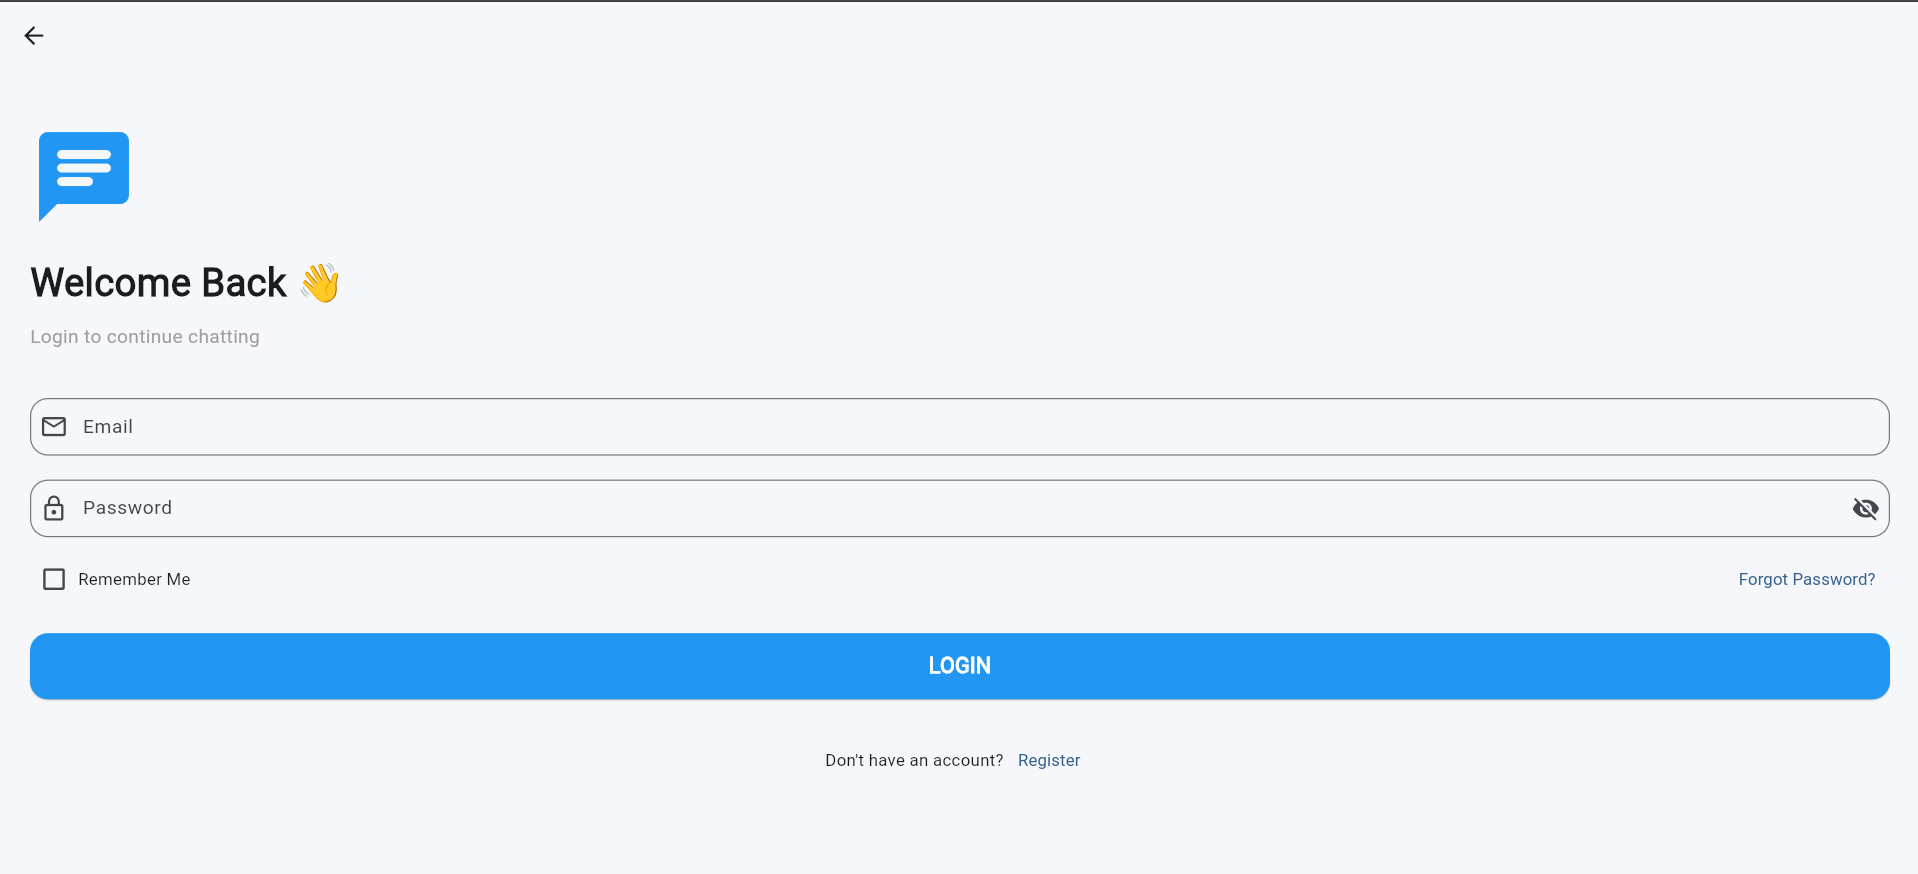 Welcome Back 👋
Login to continue chatting
Email
Password
Remember Me
Forgot Password?
LOGIN
Don't have an account? Register